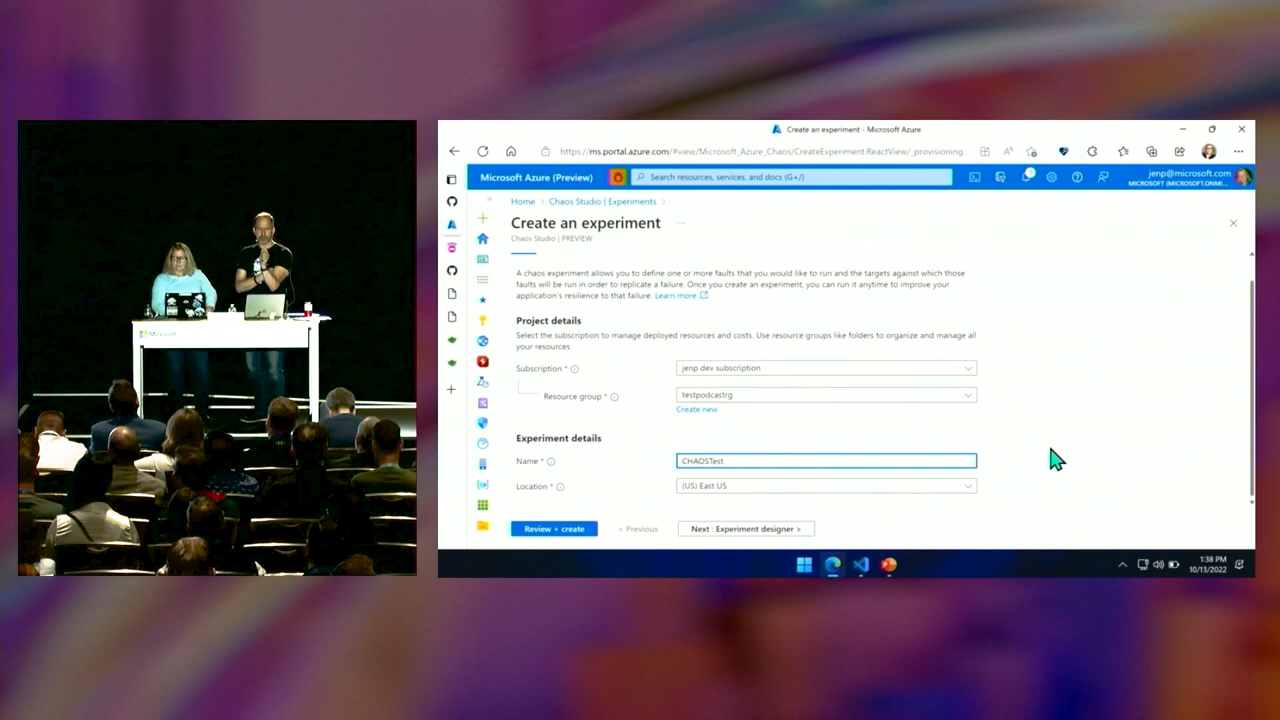 Microsoft
Create an experiment - Microsoft Azure
https://ms.portal.azure.com/#view/Microsoft_Azure_Chaos/CreateExperiment.ReactView/_provisioning...
Microsoft Azure (Preview)
Search resources, services, and docs (G+/)
1
jenp@microsoft.com
MICROSOFT (MICROSOFT.ONMI...
Home > Chaos Studio | Experiments >
Create an experiment ...
Chaos Studio | PREVIEW
A chaos experiment allows you to define one or more faults that you would like to run and the targets against which those
faults will be run in order to replicate a failure. Once you create an experiment, you can run it anytime to improve your
application's resilience to that failure. Learn more
Project details
Select the subscription to manage deployed resources and costs. Use resource groups like folders to organize and manage all
your resources.
Subscription *
jenp dev subscription
Resource group *
testpodcastrg
Create new
Experiment details
Name *
CHAOSTest
Location *
(US) East US
Review + create
< Previous
Next : Experiment designer >
1:38 PM
10/13/2022